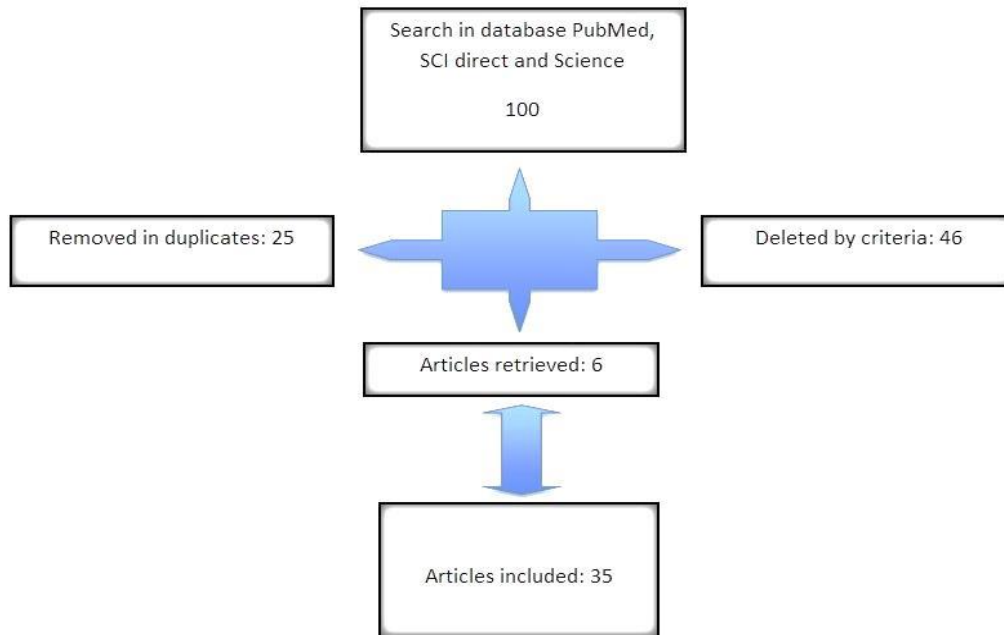 Search in database PubMed,
SCI direct and Science
100
Removed in duplicates: 25
Deleted by criteria: 46
Articles retrieved: 6
Articles included: 35